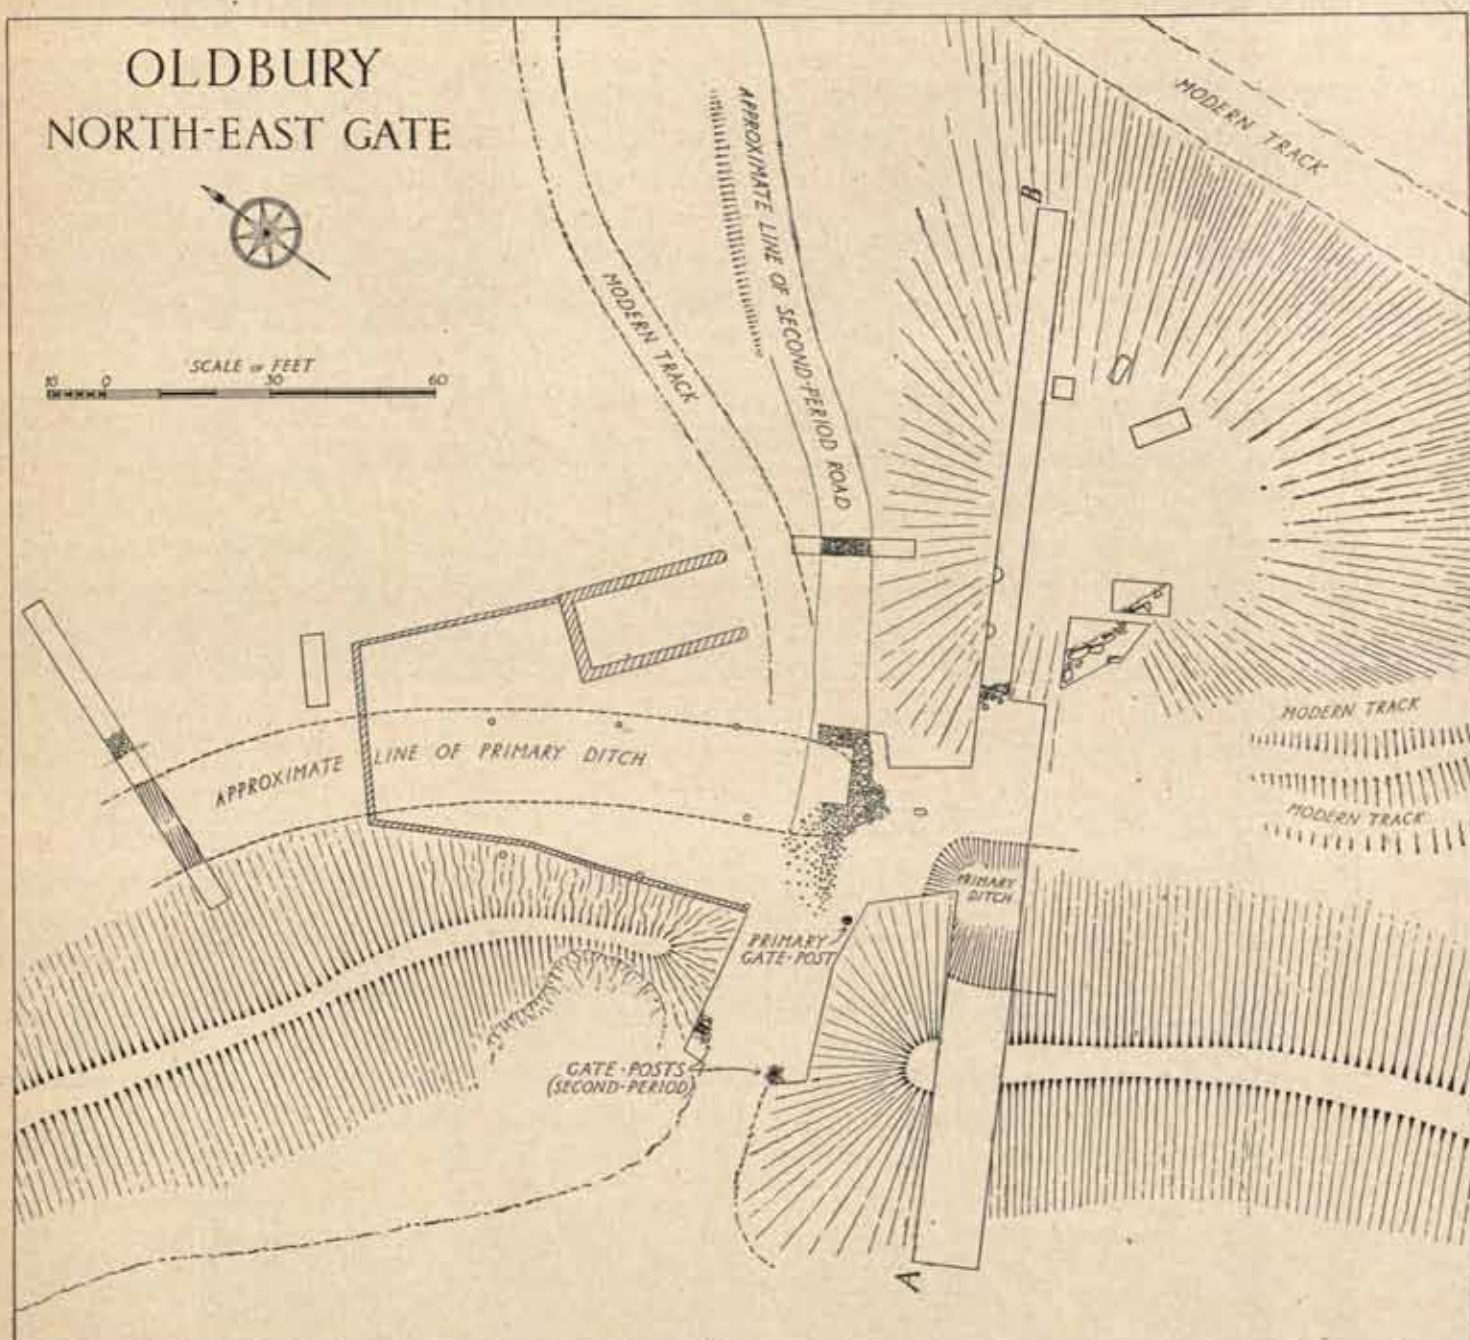 OLDBURY
NORTH-EAST GATE
SCALE OF FEET
10 0 30 60
MODERN TRACK
APPROXIMATE LINE OF SECOND-PERIOD ROAD
MODERN TRACK
B
MODERN TRACK
MODERN TRACK
APPROXIMATE LINE OF PRIMARY DITCH
PRIMARY
DITCH
PRIMARY
GATE-POST
GATE-POSTS
(SECOND-PERIOD)
A